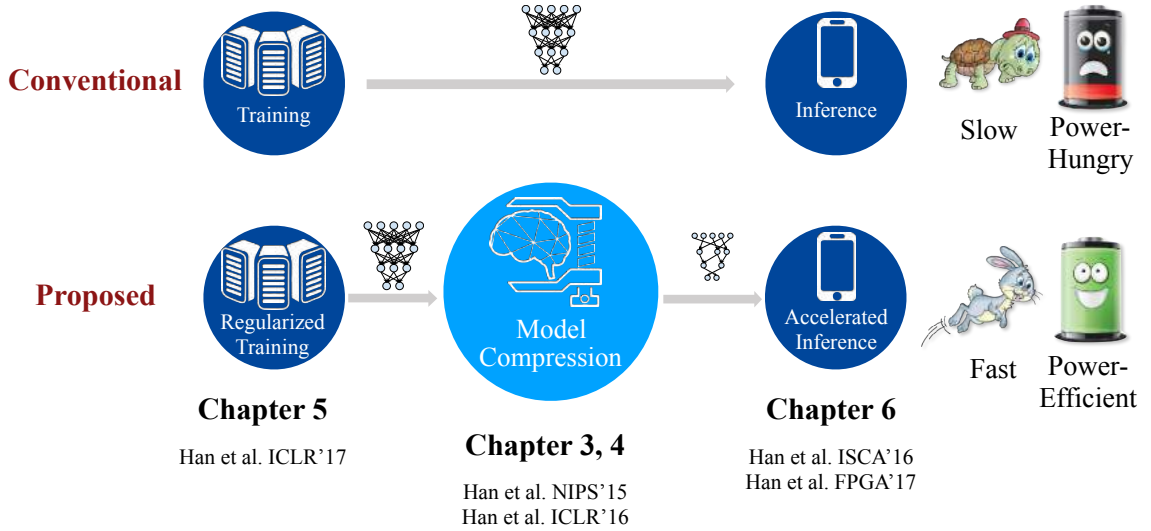 Conventional
Training
Inference
Slow
Power-
Hungry
Proposed
Regularized
Training
Model
Compression
Accelerated
Inference
Fast
Power-
Efficient
Chapter 5
Han et al. ICLR'17
Chapter 3, 4
Han et al. NIPS'15
Han et al. ICLR'16
Chapter 6
Han et al. ISCA'16
Han et al. FPGA'17